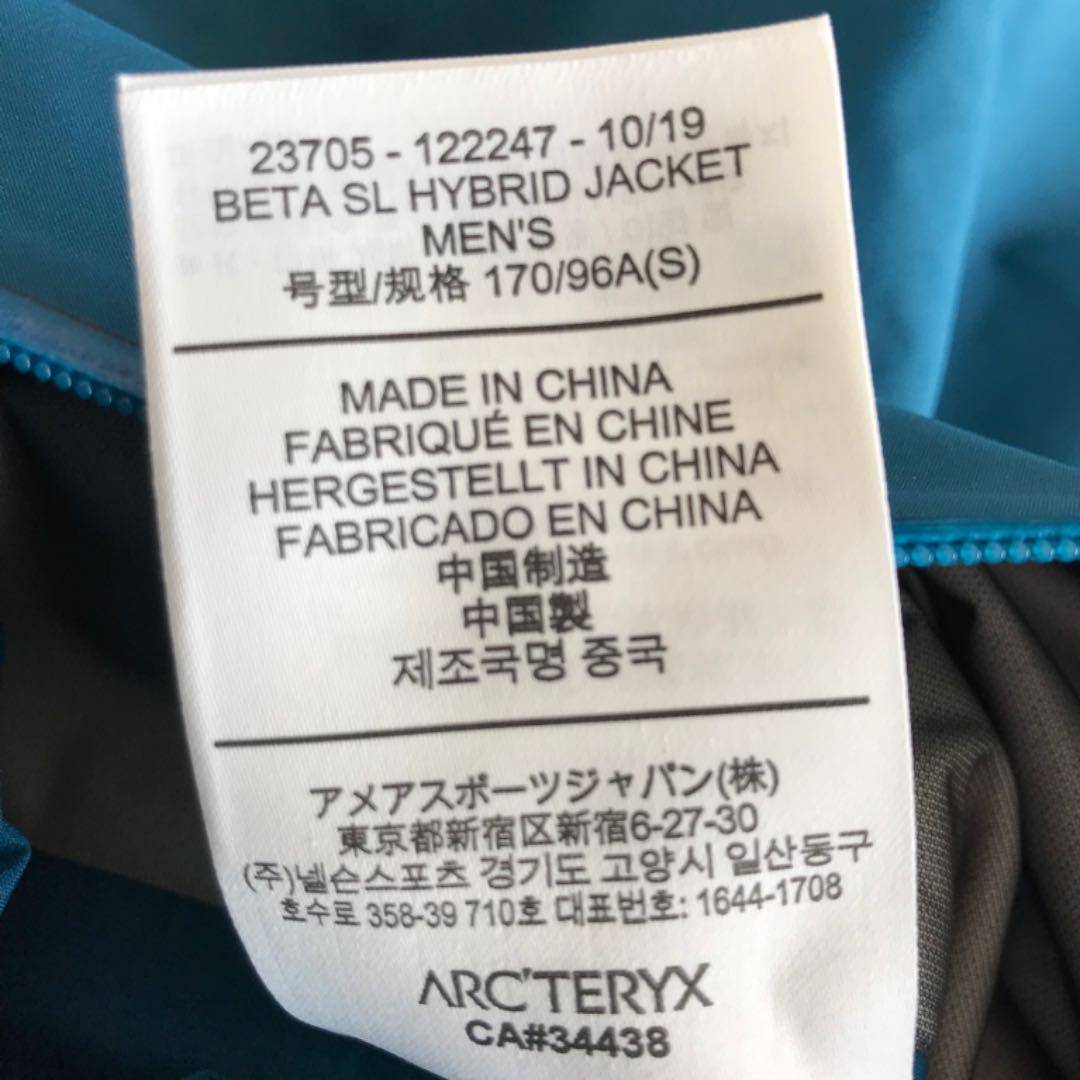 23705 - 122247 - 10/19
BETA SL HYBRID JACKET
MEN'S
号型/规格 170/96A(S)
MADE IN CHINA
FABRIQUÉ EN CHINE
HERGESTELLT IN CHINA
FABRICADO EN CHINA
中国制造
中国製
제조국명 중국
アメアスポーツジャパン(株)
東京都新宿区新宿6-27-30
(주)넬슨스포츠 경기도 고양시 일산동구
호수로 358-39 710호 대표번호: 1644-1708
ARC'TERYX
CA#34438